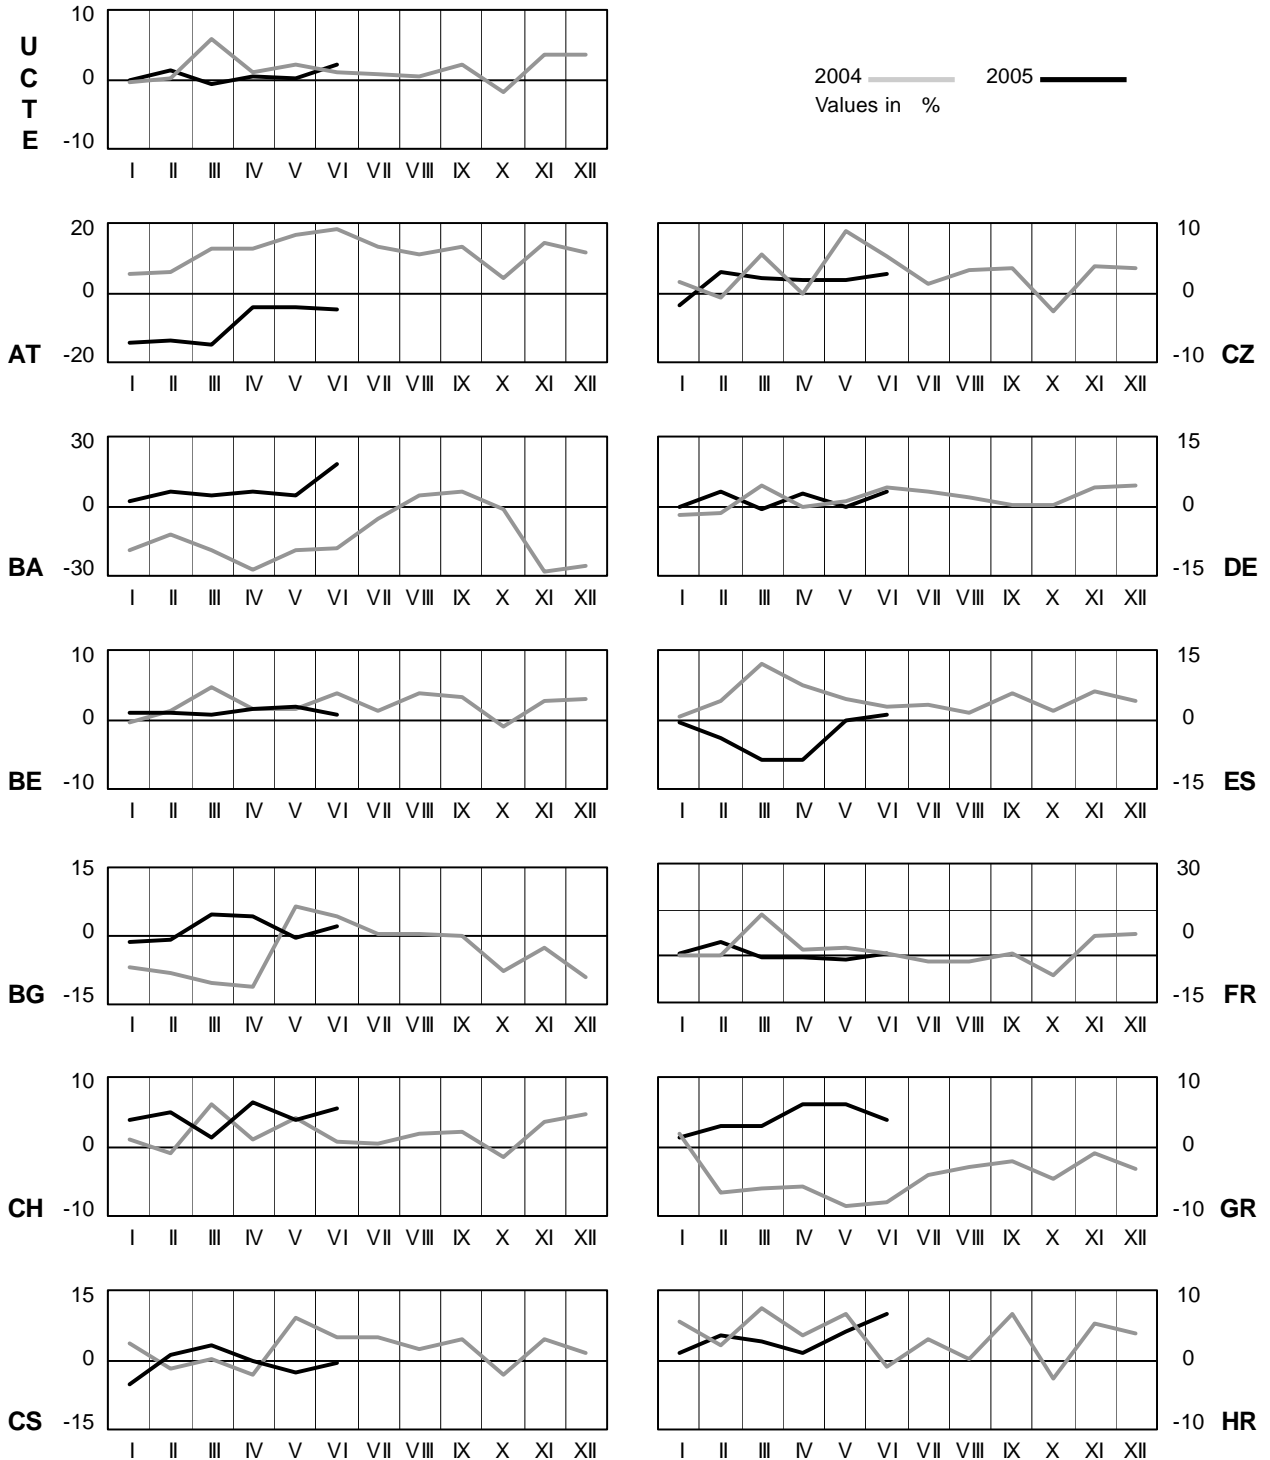 10
U
C
T
E
0
-10
I II III IV V VI VII VIII IX X XI XII
2004 2005
Values in %
20
0
-20
AT
I II III IV V VI VII VIII IX X XI XII
10
0
-10 CZ
I II III IV V VI VII VIII IX X XI XII
30
0
BA -30
I II III IV V VI VII VIII IX X XI XII
15
0
-15 DE
I II III IV V VI VII VIII IX X XI XII
10
0
BE -10
I II III IV V VI VII VIII IX X XI XII
15
0
-15 ES
I II III IV V VI VII VIII IX X XI XII
15
0
BG -15
I II III IV V VI VII VIII IX X XI XII
30
0
-15 FR
I II III IV V VI VII VIII IX X XI XII
10
0
CH -10
I II III IV V VI VII VIII IX X XI XII
10
0
-10 GR
I II III IV V VI VII VIII IX X XI XII
15
0
CS -15
I II III IV V VI VII VIII IX X XI XII
10
0
-10 HR
I II III IV V VI VII VIII IX X XI XII